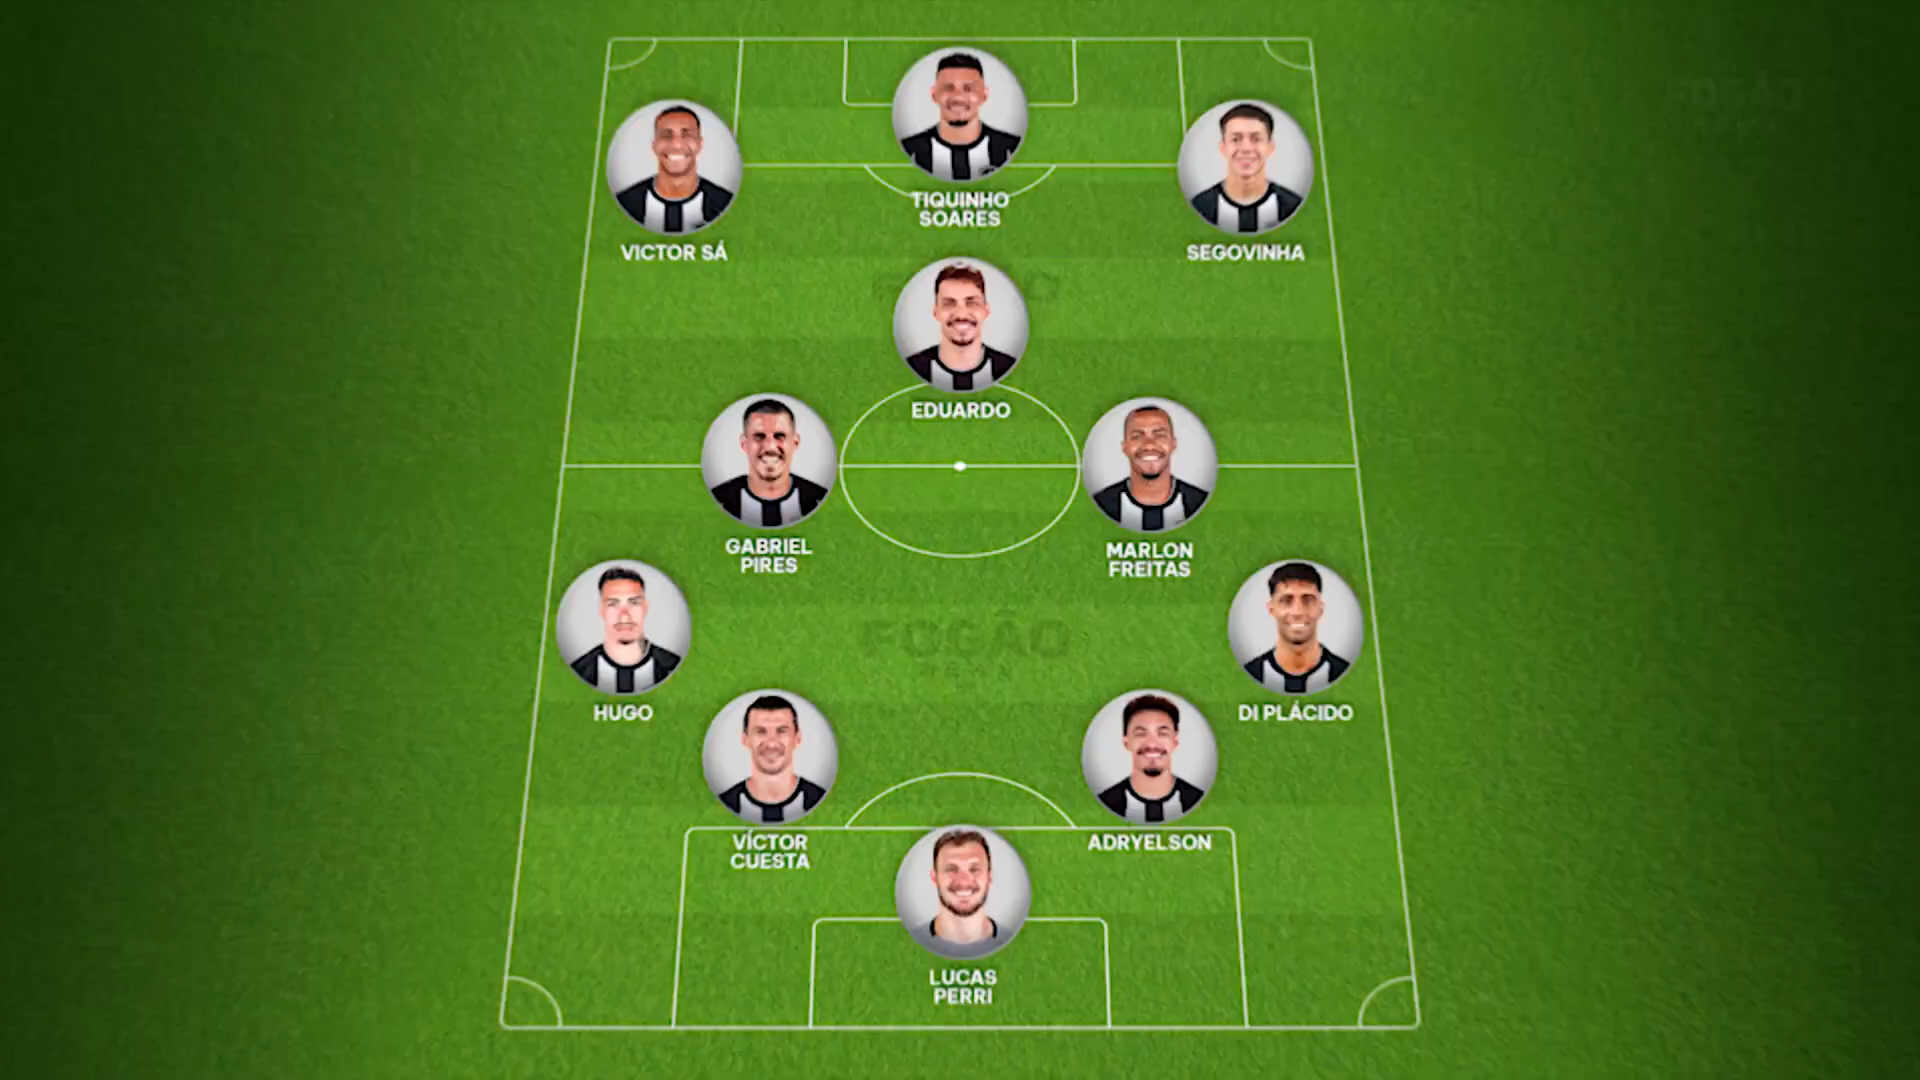 TIQUINHO
SOARES
VICTOR SÁ
SEGOVINHA
EDUARDO
GABRIEL
PIRES
MARLON
FREITAS
HUGO
DI PLÁCIDO
VÍCTOR
CUESTA
ADRYELSON
LUCAS
PERRI